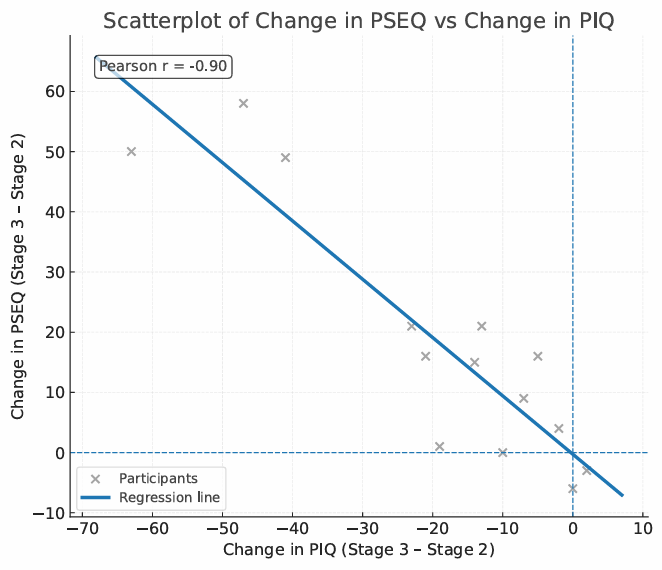 Scatterplot of Change in PSEQ vs Change in PIQ
Pearson r = -0.90
60
50
40
30
20
10
0
−10
Change in PSEQ (Stage 3 – Stage 2)
Participants
Regression line
−70 −60 −50 −40 −30 −20 −10 0 10
Change in PIQ (Stage 3 – Stage 2)